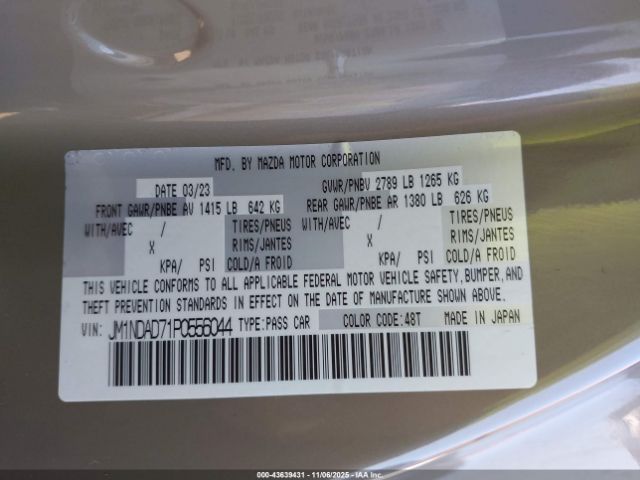 MFD. BY MAZDA MOTOR CORPORATION
DATE 03/23 GVWR/PNBV 2789 LB 1265 KG
FRONT GAWR/PNBE AV 1415 LB 642 KG REAR GAWR/PNBE AR 1380 LB 626 KG
WITH/AVEC / TIRES/PNEUS WITH/AVEC / TIRES/PNEUS
X RIMS/JANTES X RIMS/JANTES
KPA/ PSI COLD/A FROID KPA/ PSI COLD/A FROID
THIS VEHICLE CONFORMS TO ALL APPLICABLE FEDERAL MOTOR VEHICLE SAFETY,BUMPER,AND
THEFT PREVENTION STANDARDS IN EFFECT ON THE DATE OF MANUFACTURE SHOWN ABOVE.
VIN: JM1NDAD71P0556044 TYPE:PASS CAR COLOR CODE:48T MADE IN JAPAN
000-43639431 - 11/06/2025 - IAA Inc.